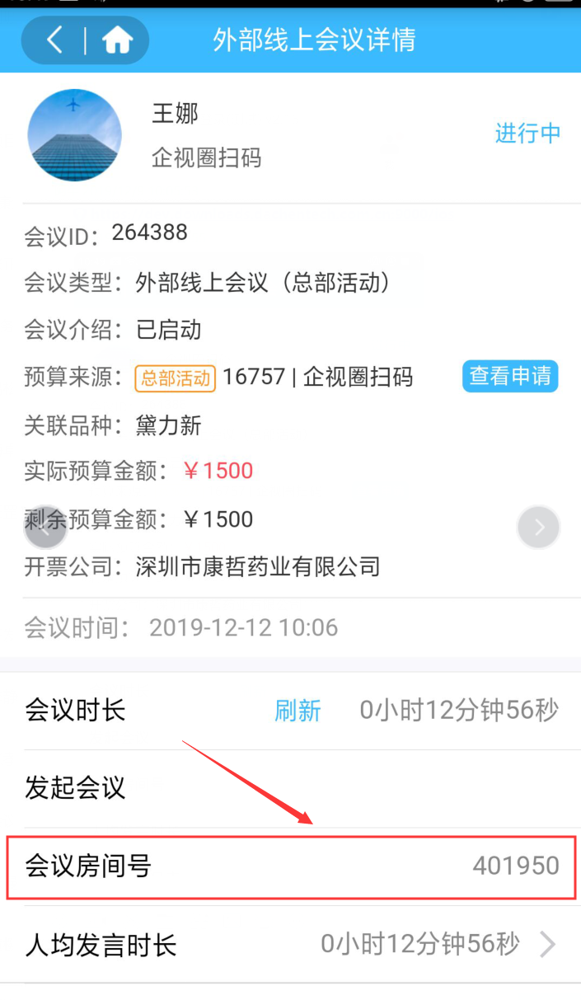 外部线上会议详情
王娜
进行中
企视圈扫码
会议ID： 264388
会议类型： 外部线上会议（总部活动）
会议介绍： 已启动
预算来源： 总部活动 16757 | 企视圈扫码 查看申请
关联品种： 黛力新
实际预算金额： ￥1500
剩余预算金额： ￥1500
开票公司： 深圳市康哲药业有限公司
会议时间： 2019-12-12 10:06
会议时长 刷新 0小时12分钟56秒
发起会议
会议房间号 401950
人均发言时长 0小时12分钟56秒